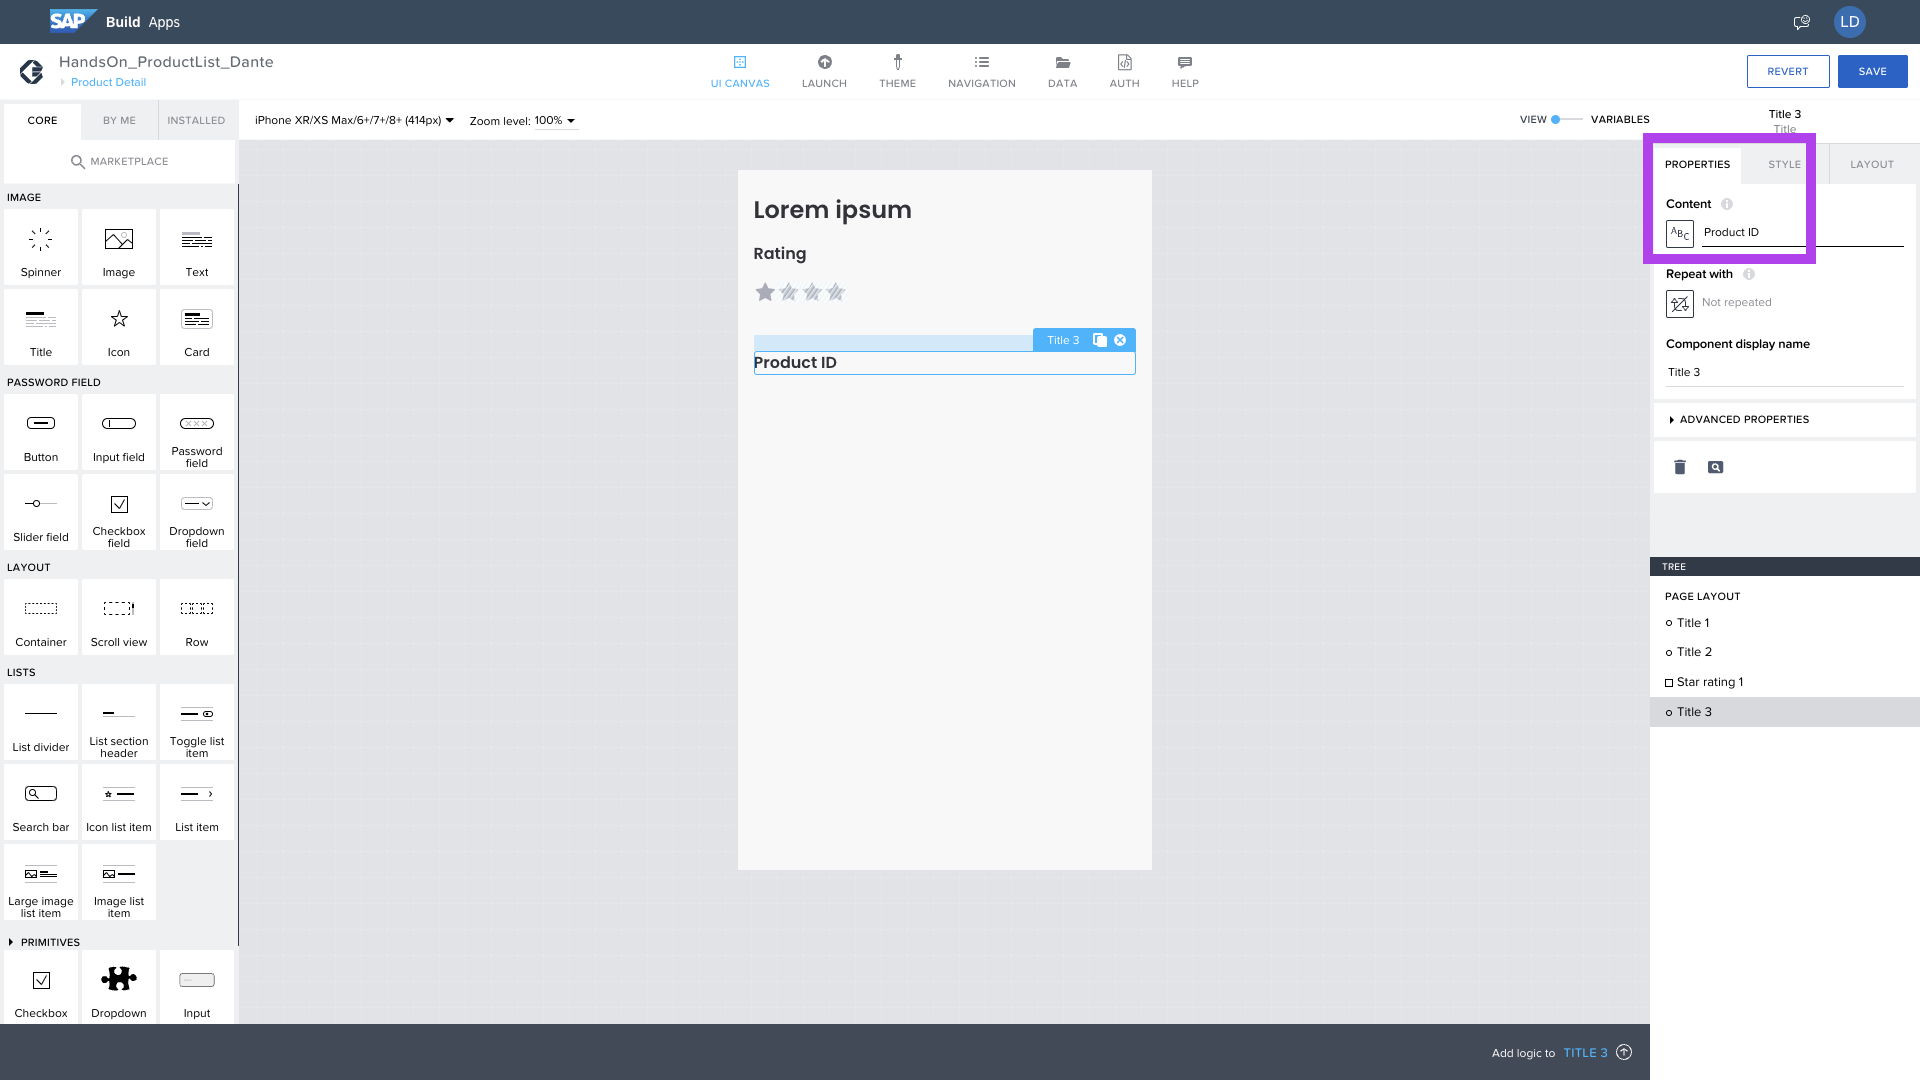 SAP Build Apps
LD
HandsOn_ProductList_Dante
Product Detail
UI CANVAS
LAUNCH
THEME
NAVIGATION
DATA
AUTH
HELP
REVERT
SAVE
CORE
BY ME
INSTALLED
MARKETPLACE
iPhone XR/XS Max/6+/7+/8+ (414px)
Zoom level: 100%
VIEW
VARIABLES
Title 3
Title
IMAGE
Spinner
Image
Text
Title
Icon
Card
PASSWORD FIELD
Button
Input field
Password
field
Slider field
Checkbox
field
Dropdown
field
LAYOUT
Container
Scroll view
Row
LISTS
List divider
List section
header
Toggle list
item
Search bar
Icon list item
List item
Large image
list item
Image list
item
PRIMITIVES
Checkbox
Dropdown
Input
Lorem ipsum
Rating
Title 3
Product ID
PROPERTIES
STYLE
LAYOUT
Content
ABC
Product ID
Repeat with
Not repeated
Component display name
Title 3
ADVANCED PROPERTIES
TREE
PAGE LAYOUT
Title 1
Title 2
Star rating 1
Title 3
Add logic to TITLE 3